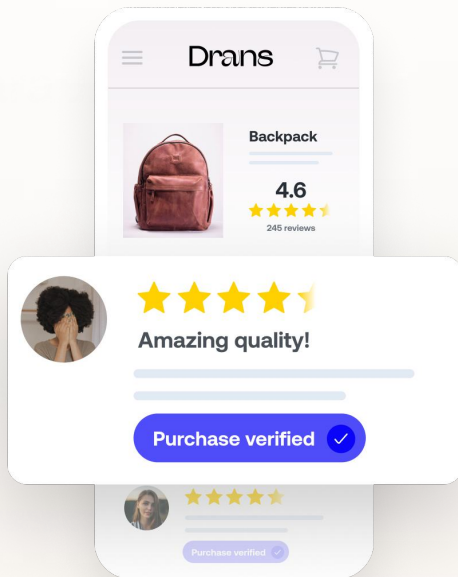 Drans
Backpack
4.6
245 reviews
Amazing quality!
Purchase verified
Purchase verified